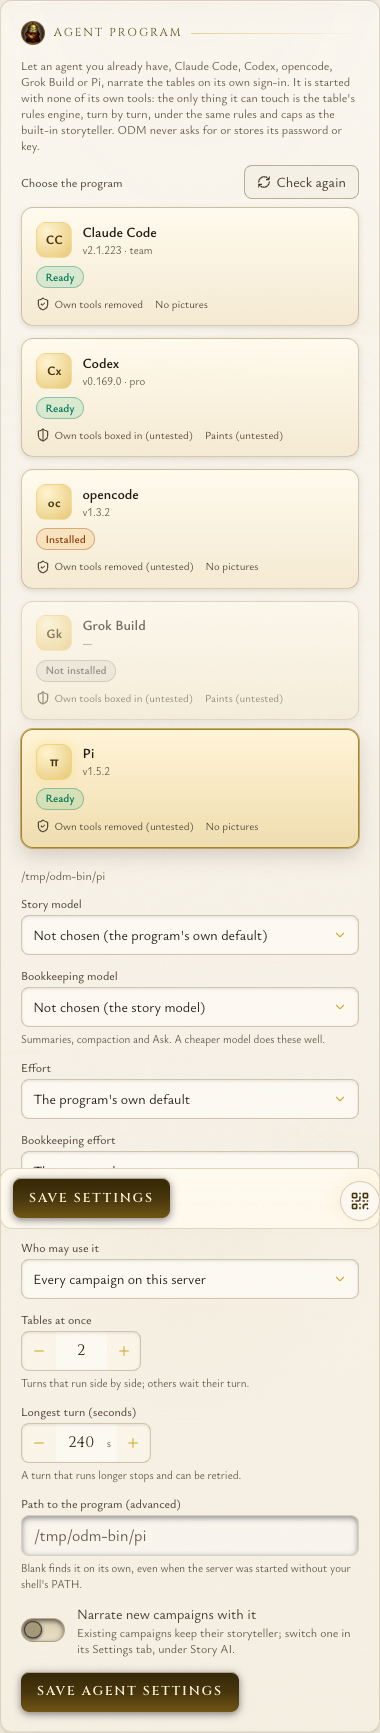 AGENT PROGRAM
Let an agent you already have, Claude Code, Codex, opencode,
Grok Build or Pi, narrate the tables on its own sign-in. It is started
with none of its own tools: the only thing it can touch is the table's
rules engine, turn by turn, under the same rules and caps as the
built-in storyteller. ODM never asks for or stores its password or
key.
Choose the program
Check again
CC
Claude Code
v2.1.223 · team
Ready
Own tools removed No pictures
Cx
Codex
v0.169.0 · pro
Ready
Own tools boxed in (untested) Paints (untested)
oc
opencode
v1.3.2
Installed
Own tools removed (untested) No pictures
Gk
Grok Build
—
Not installed
Own tools boxed in (untested) Paints (untested)
π
Pi
v1.5.2
Ready
Own tools removed (untested) No pictures
/tmp/odm-bin/pi
Story model
Not chosen (the program's own default)
Bookkeeping model
Not chosen (the story model)
Summaries, compaction and Ask. A cheaper model does these well.
Effort
The program's own default
Bookkeeping effort
SAVE SETTINGS
Who may use it
Every campaign on this server
Tables at once
− 2 +
Turns that run side by side; others wait their turn.
Longest turn (seconds)
− 240 s +
A turn that runs longer stops and can be retried.
Path to the program (advanced)
/tmp/odm-bin/pi
Blank finds it on its own, even when the server was started without your
shell's PATH.
Narrate new campaigns with it
Existing campaigns keep their storyteller; switch one in
its Settings tab, under Story AI.
SAVE AGENT SETTINGS